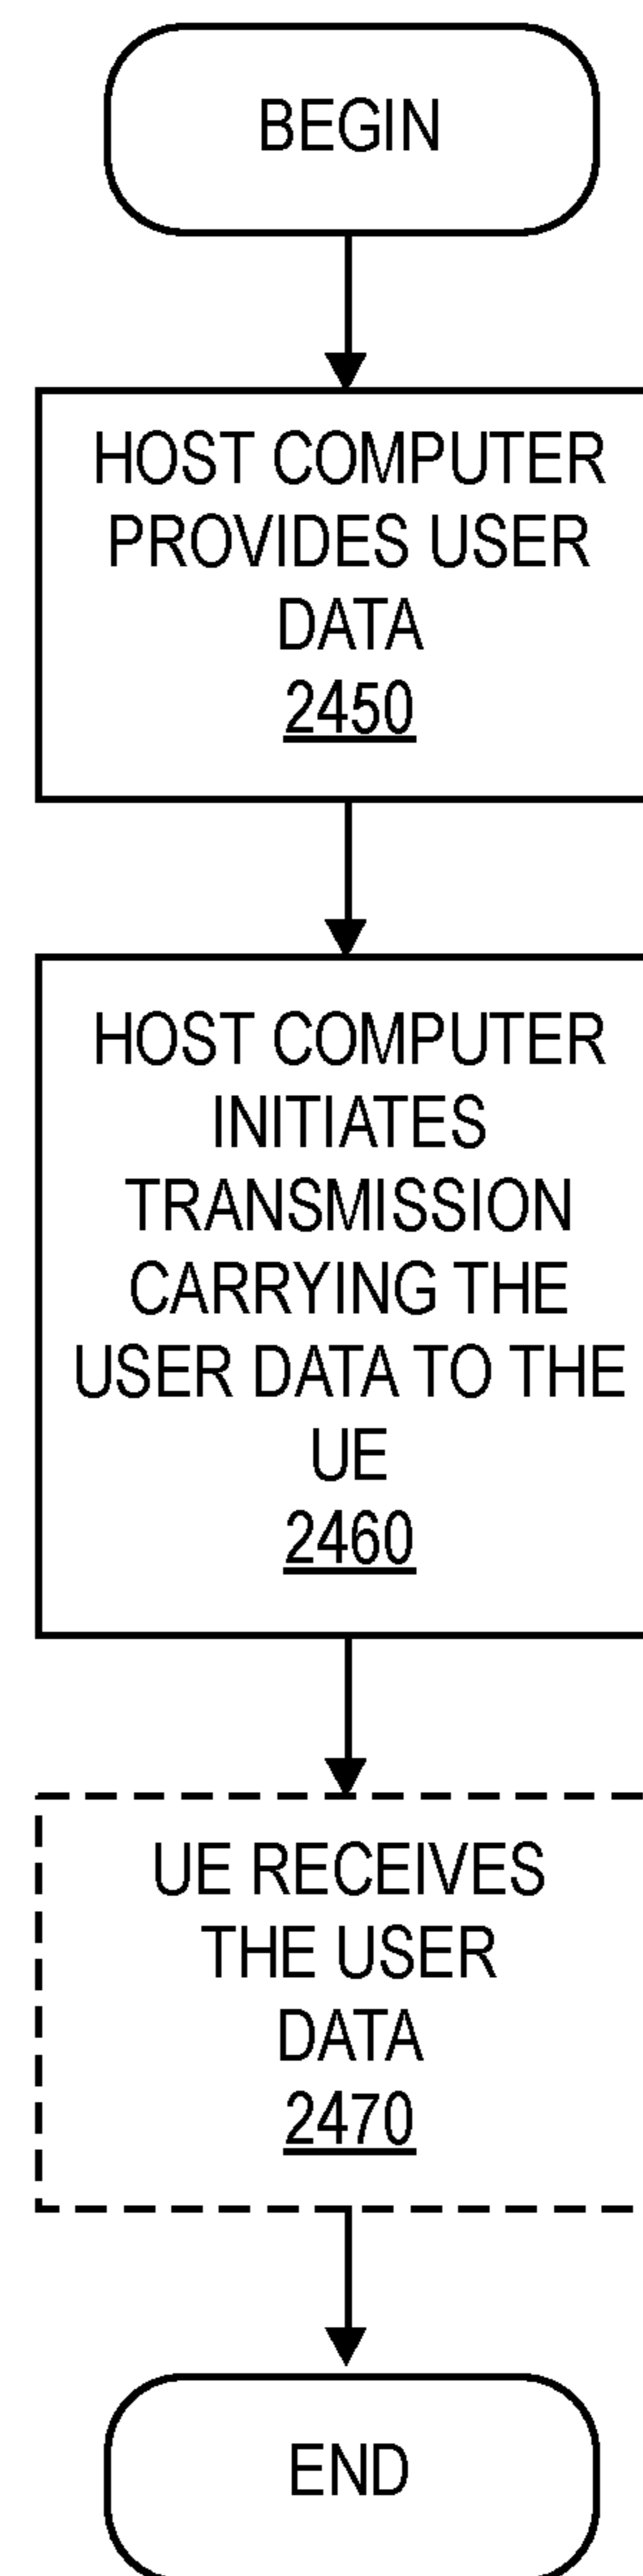 BEGIN
HOST COMPUTER
PROVIDES USER
DATA
2450
HOST COMPUTER
INITIATES
TRANSMISSION
CARRYING THE
USER DATA TO THE
UE
2460
UE RECEIVES
THE USER
DATA
2470
END